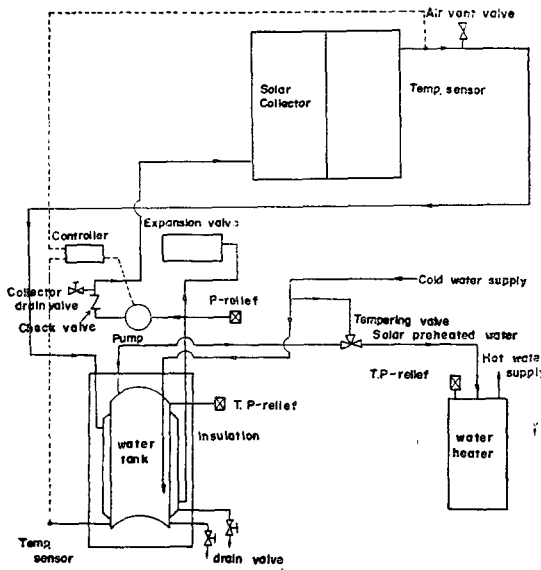 Air vant valve
Solar
Collector
Temp. sensor
Expansion valve
Controller
Cold water supply
Collector
drain valve
P-relief
Check valve
Pump
Tempering valve
Solar preheated water
Hot water
supply
T.P-relief
T. P-relief
water
tank
insulation
water
heater
Temp.
sensor
drain valve